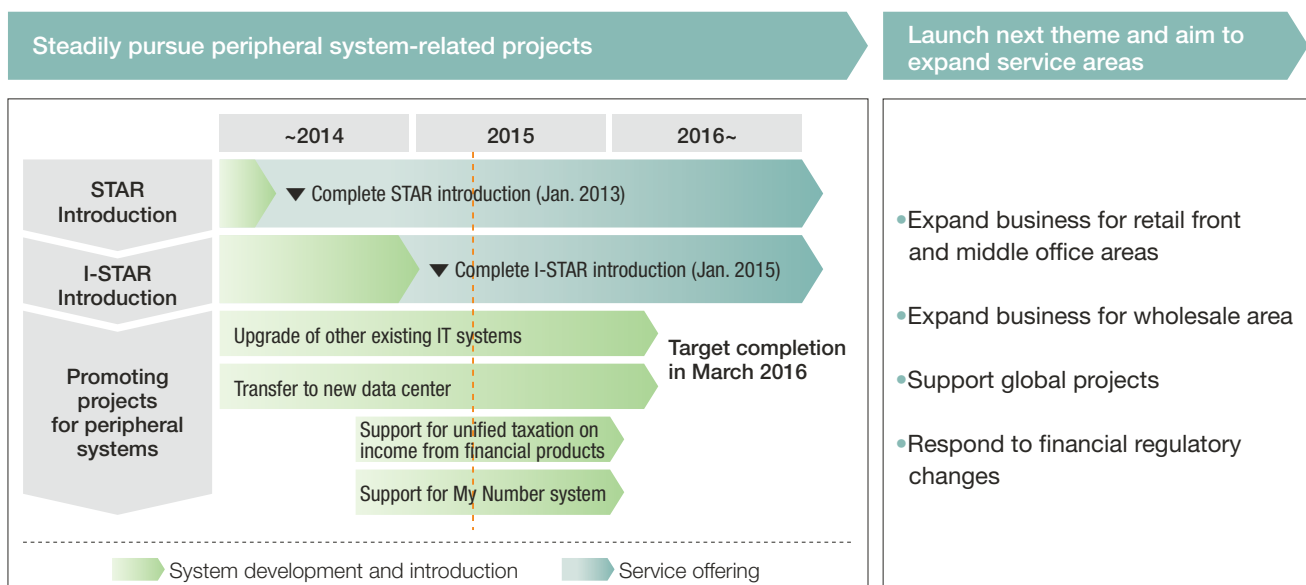 Steadily pursue peripheral system-related projects
Launch next theme and aim to
expand service areas
~2014
2015
2016~
STAR
Introduction
▼ Complete STAR introduction (Jan. 2013)
I-STAR
Introduction
▼ Complete I-STAR introduction (Jan. 2015)
Promoting
projects
for peripheral
systems
Upgrade of other existing IT systems
Transfer to new data center
Target completion
in March 2016
Support for unified taxation on
income from financial products
Support for My Number system
System development and introduction
Service offering
•Expand business for retail front
and middle office areas
•Expand business for wholesale area
•Support global projects
•Respond to financial regulatory
changes